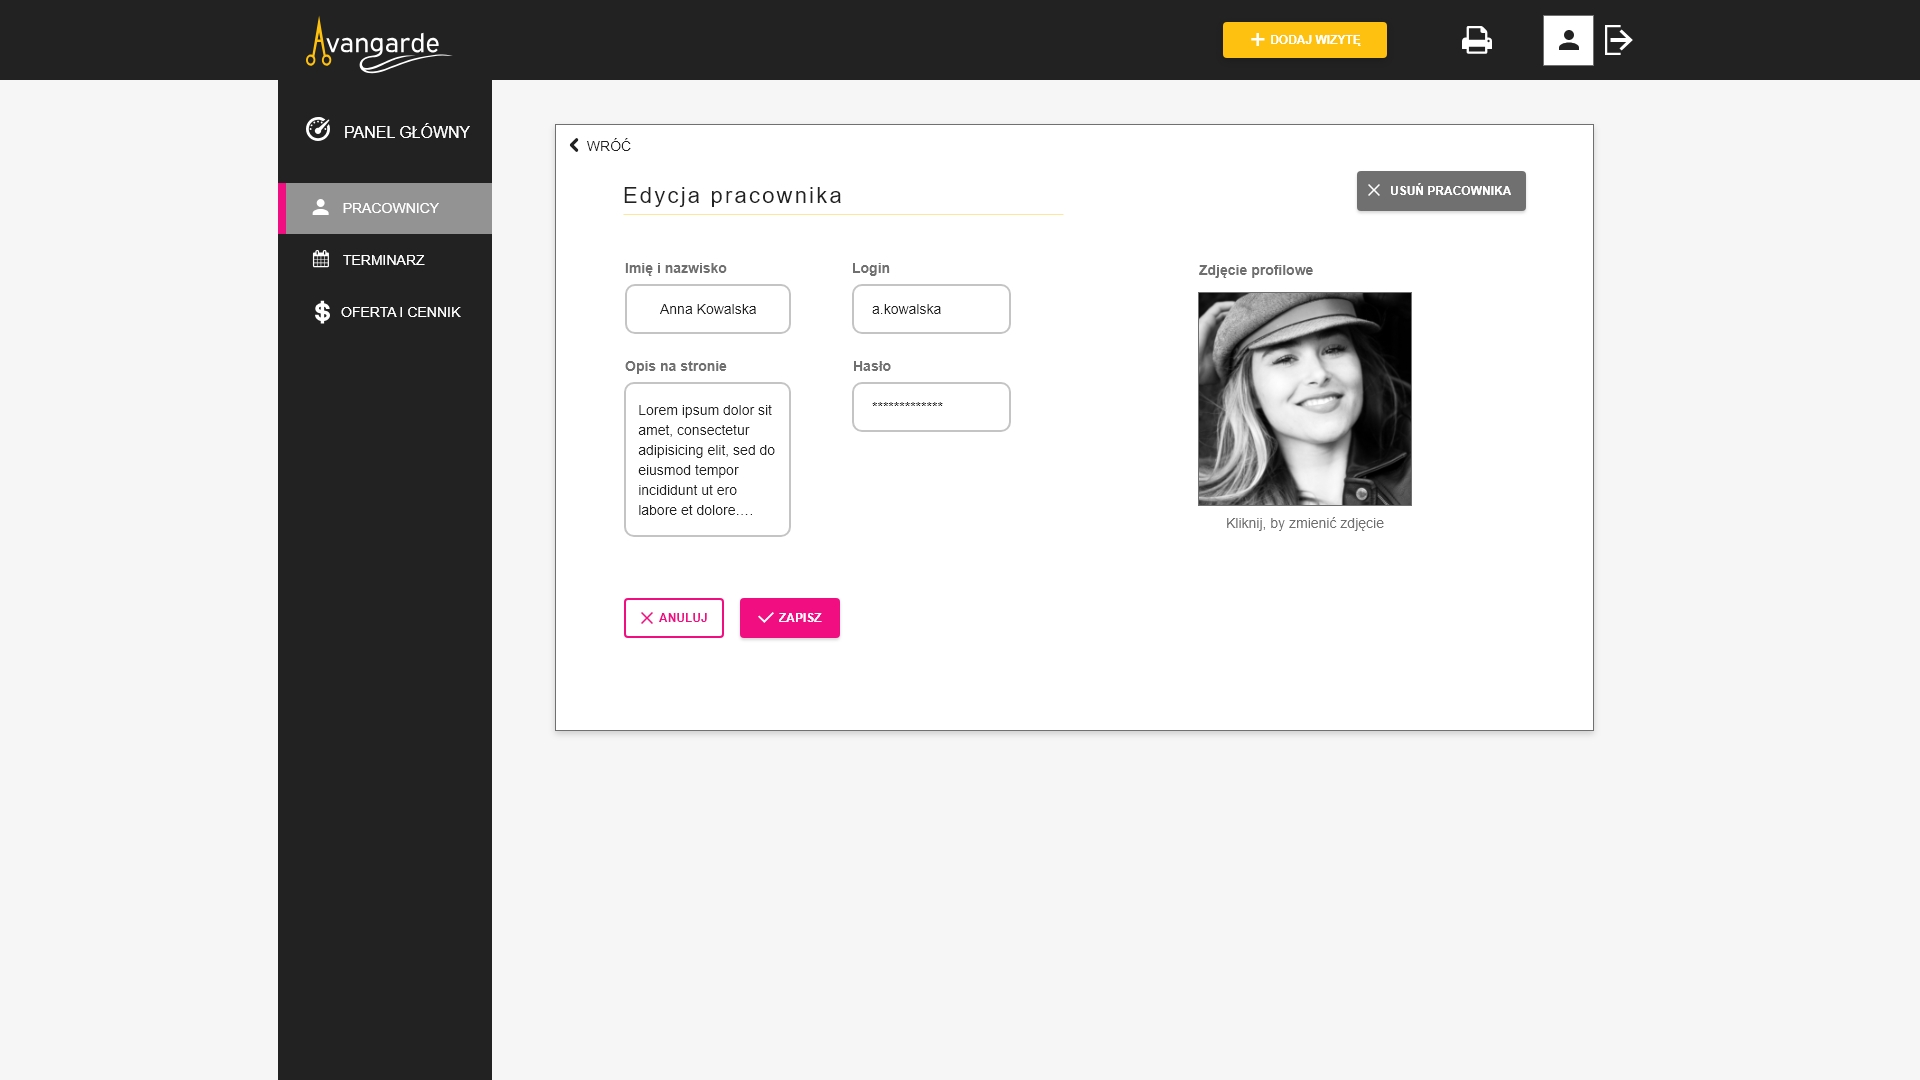 Avangarde
DODAJ WIZYTĘ
PANEL GŁÓWNY
PRACOWNICY
TERMINARZ
OFERTA I CENNIK
WRÓĆ
Edycja pracownika
USUŃ PRACOWNIKA
Imię i nazwisko
Anna Kowalska
Login
a.kowalska
Opis na stronie
Lorem ipsum dolor sit
amet, consectetur
adipisicing elit, sed do
eiusmod tempor
incididunt ut ero
labore et dolore....
Hasło
*************
Zdjęcie profilowe
Kliknij, by zmienić zdjęcie
ANULUJ
ZAPISZ